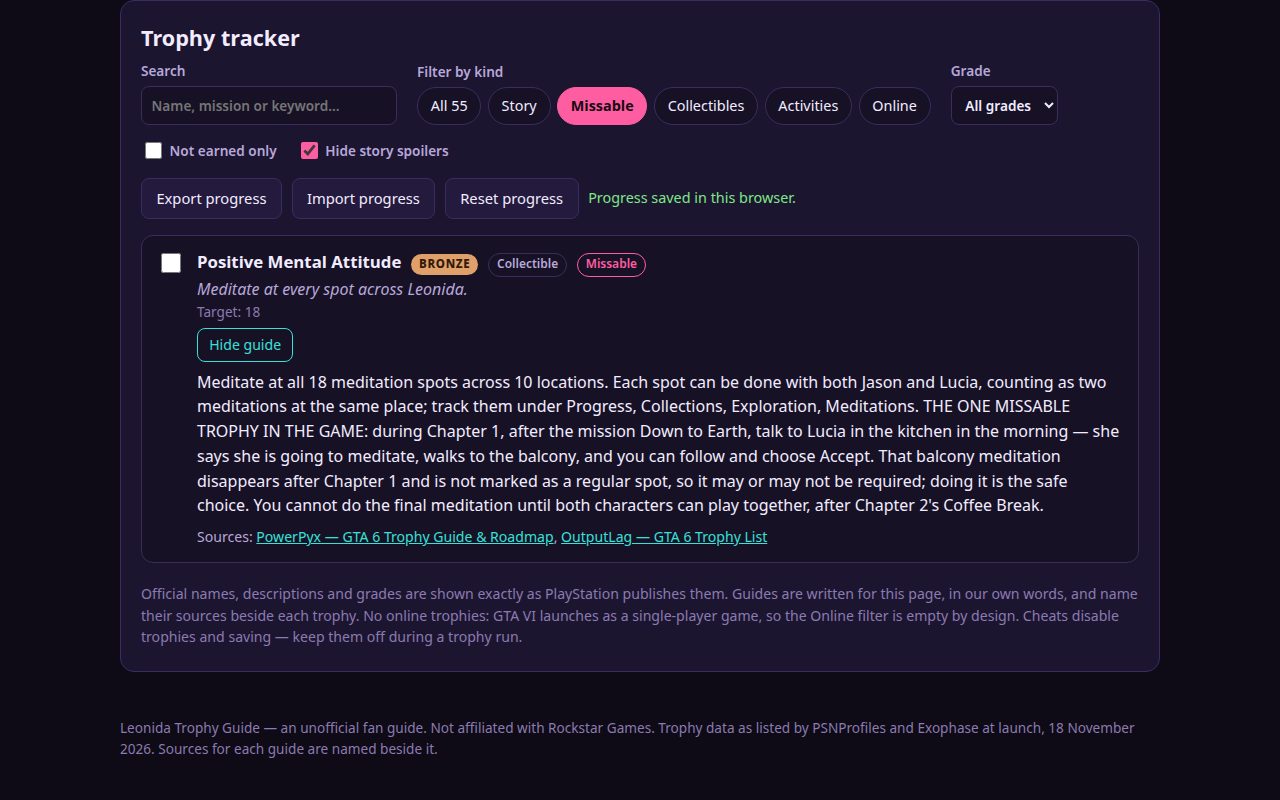 Trophy tracker
Search
Filter by kind
Grade
Name, mission or keyword...
All 55
Story
Missable
Collectibles
Activities
Online
All grades
Not earned only
Hide story spoilers
Export progress
Import progress
Reset progress
Progress saved in this browser.
Positive Mental Attitude
BRONZE
Collectible
Missable
Meditate at every spot across Leonida.
Target: 18
Hide guide
Meditate at all 18 meditation spots across 10 locations. Each spot can be done with both Jason and Lucia, counting as two
meditations at the same place; track them under Progress, Collections, Exploration, Meditations. THE ONE MISSABLE
TROPHY IN THE GAME: during Chapter 1, after the mission Down to Earth, talk to Lucia in the kitchen in the morning — she
says she is going to meditate, walks to the balcony, and you can follow and choose Accept. That balcony meditation
disappears after Chapter 1 and is not marked as a regular spot, so it may or may not be required; doing it is the safe
choice. You cannot do the final meditation until both characters can play together, after Chapter 2's Coffee Break.
Sources: PowerPyx — GTA 6 Trophy Guide & Roadmap, OutputLag — GTA 6 Trophy List
Official names, descriptions and grades are shown exactly as PlayStation publishes them. Guides are written for this page, in our own words, and name
their sources beside each trophy. No online trophies: GTA VI launches as a single-player game, so the Online filter is empty by design. Cheats disable
trophies and saving — keep them off during a trophy run.
Leonida Trophy Guide — an unofficial fan guide. Not affiliated with Rockstar Games. Trophy data as listed by PSNProfiles and Exophase at launch, 18 November
2026. Sources for each guide are named beside it.